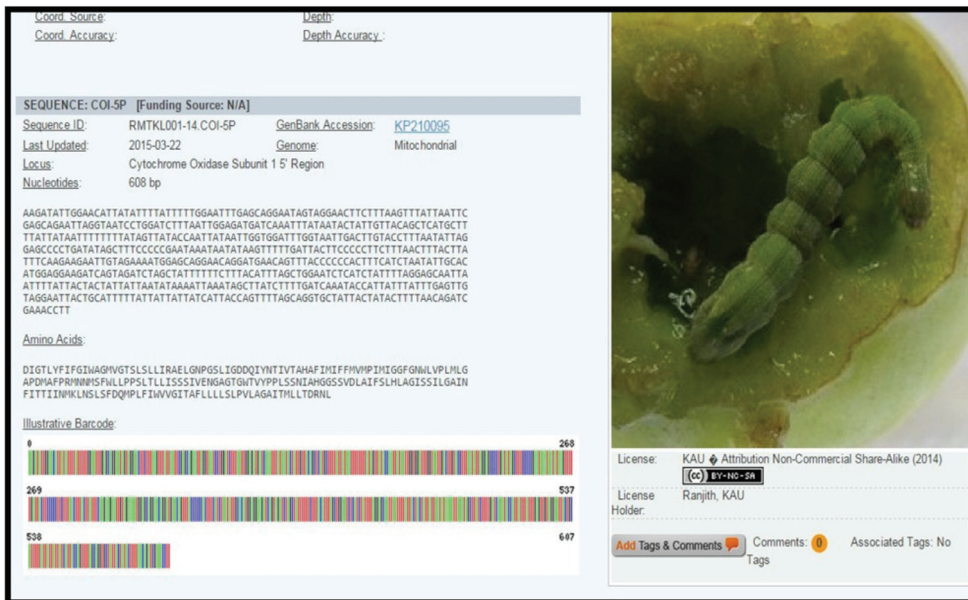 Coord. Source: Depth:
Coord. Accuracy: Depth Accuracy :
SEQUENCE: COI-5P [Funding Source: N/A]
Sequence ID: RMTKL001-14.COI-5P GenBank Accession: KP210095
Last Updated: 2015-03-22 Genome: Mitochondrial
Locus: Cytochrome Oxidase Subunit 1 5' Region
Nucleotides: 608 bp
AAGATATTGGAACATTATATTTTATTTTTGGAATTTGAGCAGGAATAGTAGGAACTTCTTTAAGTTTATTAATTC
GAGCAGAATTAGGTAATCCTGGATCTTTAATTGGAGATGATCAAATTTATAATACTATTGTTACAGCTCATGCTT
TTATTATAATTTTTTTTATAGTTATACCAATTATAATTGGTGGATTTGGTAATTGACTTGTACCTTTAATATTAG
GAGCCCCTGATATAGCTTTCCCCCGAATAAATAATATAAGTTTTTGATTACTTCCCCCTTCTTTAACTTTACTTA
TTTCAAGAAGAATTGTAGAAAATGGAGCAGGAACAGGATGAACAGTTTACCCCCCACTTTCATCTAATATTGCAC
ATGGAGGAAGATCAGTAGATCTAGCTATTTTTTCTTTACATTTAGCTGGAATCTCATCTATTTTAGGAGCAATTA
ATTTTATTACTACTATTATTAATATAAAATTAAATAGCTTATCTTTTGATCAAATACCATTATTTATTTGAGTTG
TAGGAATTACTGCATTTTTATTATTATTATCATTACCAGTTTTAGCAGGTGCTATTACTATACTTTTAACAGATC
GAAACCTT
Amino Acids:
DIGTLYFIFGIWAGMVGTSLSLLIRAELGNPGSLIGDDQIYNTIVTAHAFIMIFFMVMPIMIGGFGNWLVPLMLG
APDMAFPRMNNMSFWLLPPSLTLLISSSIVENGAGTGWTVYPPLSSNIAHGGSSVDLAIFSLHLAGISSILGAIN
FITTIINMKLNSLSFDQMPLFIWVVGITAFLLLLSLPVLAGAITMLLTDRNL
Illustrative Barcode:
0 268
269 537
538 607
License: KAU � Attribution Non-Commercial Share-Alike (2014)
(cc) BY-NC-SA
License Ranjith, KAU
Holder:
Add Tags & Comments Comments: 0 Associated Tags: No
Tags